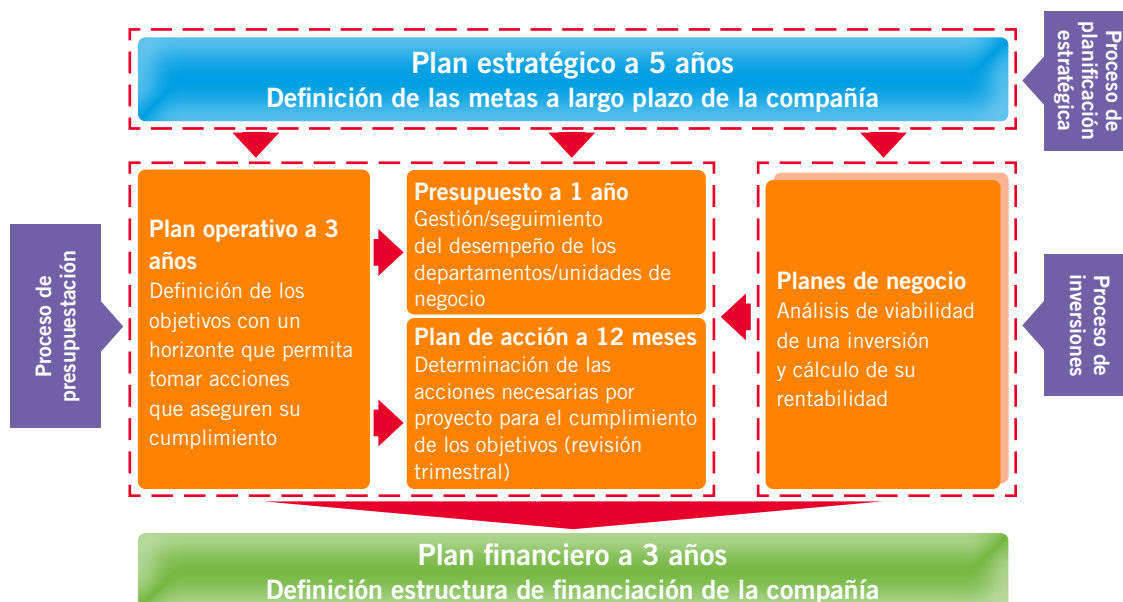 Plan estratégico a 5 años
Definición de las metas a largo plazo de la compañía
Proceso de
planificación
estratégica
Proceso de
presupuestación
Plan operativo a 3
años
Definición de los
objetivos con un
horizonte que permita
tomar acciones
que aseguren su
cumplimiento
Presupuesto a 1 año
Gestión/seguimiento
del desempeño de los
departamentos/unidades de
negocio
Plan de acción a 12 meses
Determinación de las
acciones necesarias por
proyecto para el cumplimiento
de los objetivos (revisión
trimestral)
Planes de negocio
Análisis de viabilidad
de una inversión
y cálculo de su
rentabilidad
Proceso de
inversiones
Plan financiero a 3 años
Definición estructura de financiación de la compañía